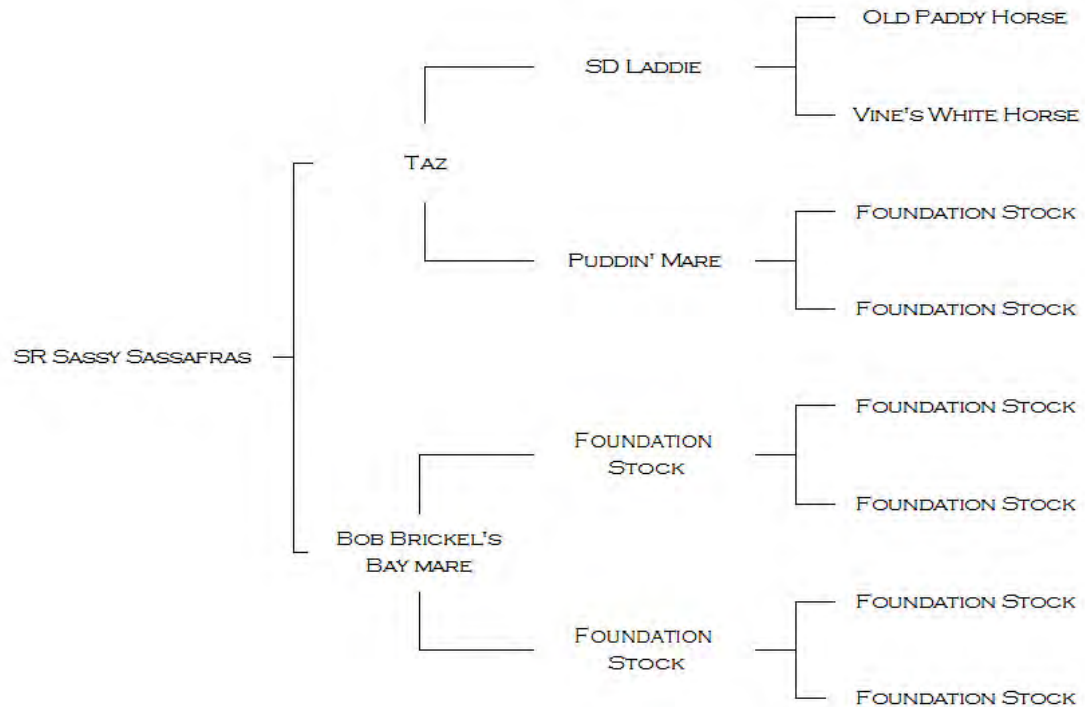 Old Paddy Horse
SD Laddie
Vine's White Horse
Taz
Foundation Stock
Puddin' Mare
Foundation Stock
SR Sassy Sassafras
Foundation Stock
Foundation
Stock
Foundation Stock
Bob Brickel's
Bay mare
Foundation Stock
Foundation
Stock
Foundation Stock